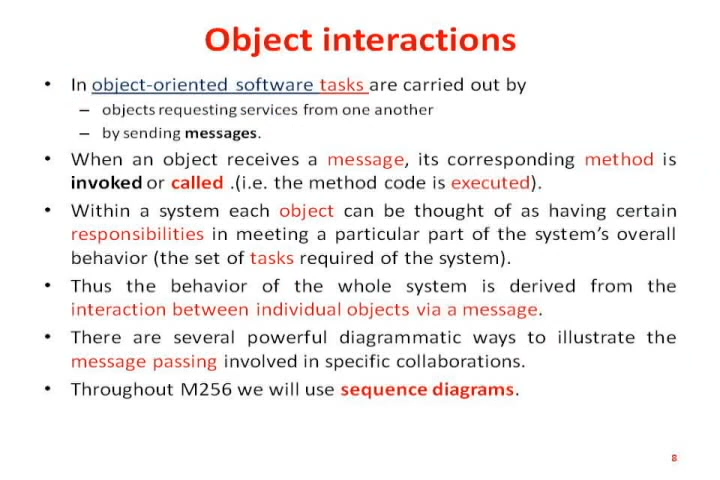 Object interactions
• In object-oriented software tasks are carried out by
– objects requesting services from one another
– by sending messages.
• When an object receives a message, its corresponding method is
invoked or called .(i.e. the method code is executed).
• Within a system each object can be thought of as having certain
responsibilities in meeting a particular part of the system’s overall
behavior (the set of tasks required of the system).
• Thus the behavior of the whole system is derived from the
interaction between individual objects via a message.
• There are several powerful diagrammatic ways to illustrate the
message passing involved in specific collaborations.
• Throughout M256 we will use sequence diagrams.
8